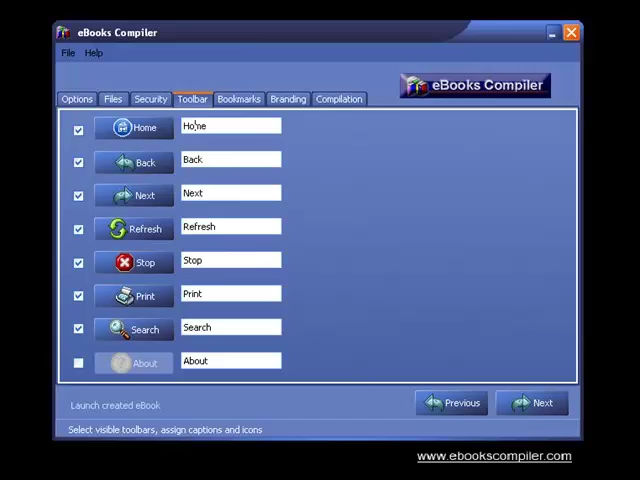 eBooks Compiler
File Help
eBooks Compiler
Options Files Security Toolbar Bookmarks Branding Compilation
Home Home
Back Back
Next Next
Refresh Refresh
Stop Stop
Print Print
Search Search
About About
Launch created eBook
Previous Next
Select visible toolbars, assign captions and icons
www.ebookscompiler.com